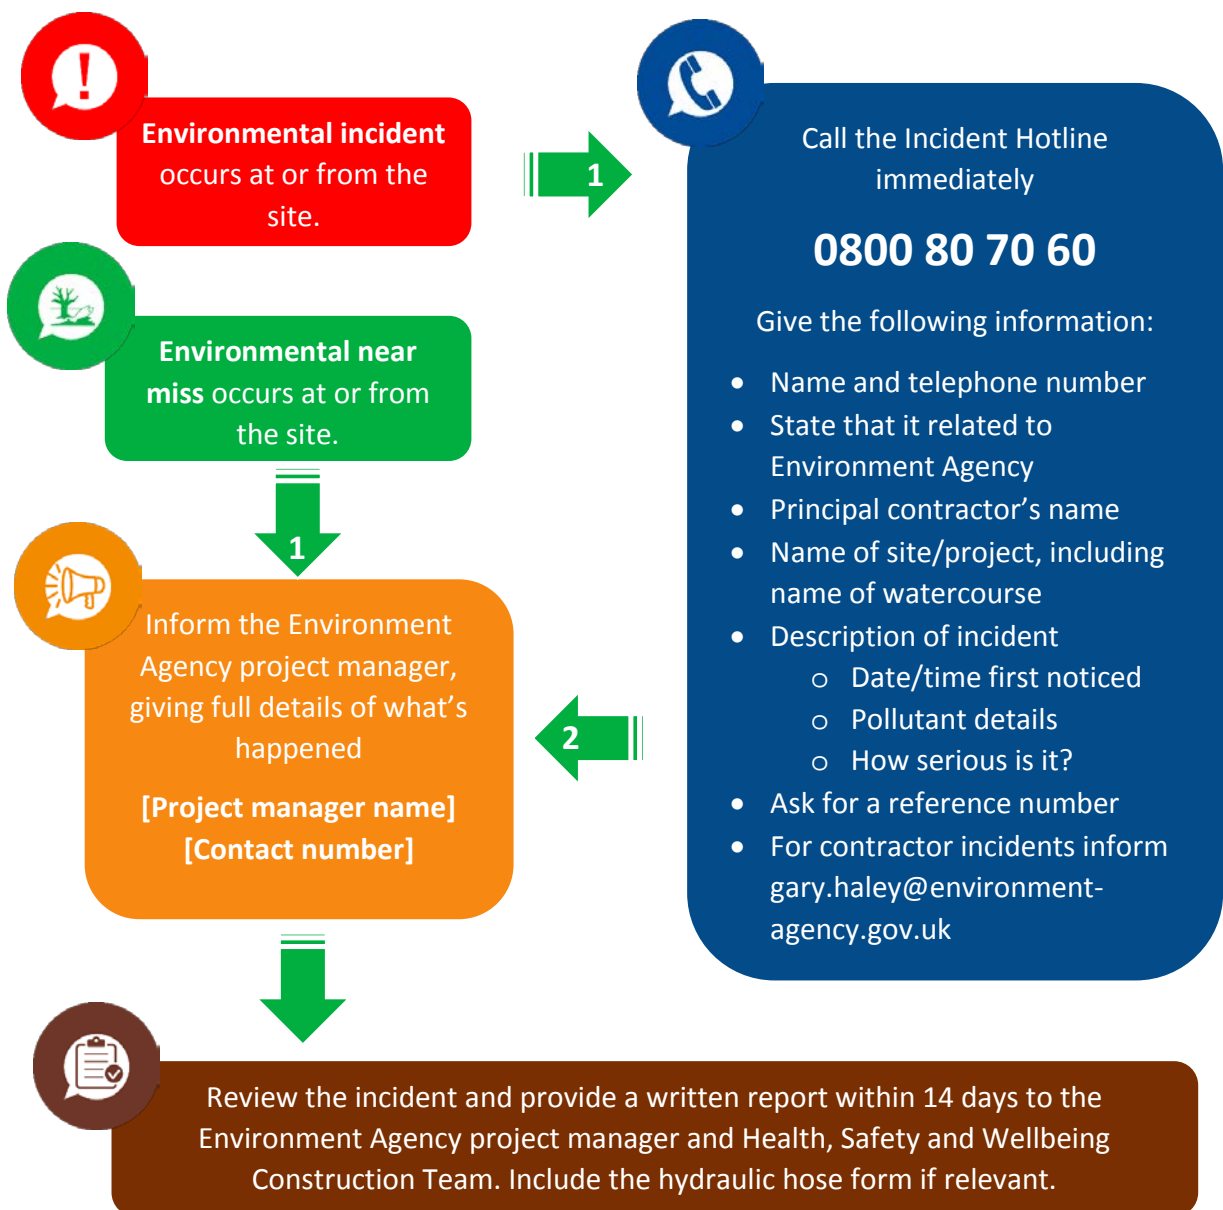 !
Environmental incident
occurs at or from the
site.
1
Call the Incident Hotline
immediately
0800 80 70 60
Give the following information:
• Name and telephone number
• State that it related to
Environment Agency
• Principal contractor’s name
• Name of site/project, including
name of watercourse
• Description of incident
o Date/time first noticed
o Pollutant details
o How serious is it?
• Ask for a reference number
• For contractor incidents inform
gary.haley@environment-
agency.gov.uk
Environmental near
miss occurs at or from
the site.
1
2
Inform the Environment
Agency project manager,
giving full details of what’s
happened
[Project manager name]
[Contact number]
Review the incident and provide a written report within 14 days to the
Environment Agency project manager and Health, Safety and Wellbeing
Construction Team. Include the hydraulic hose form if relevant.